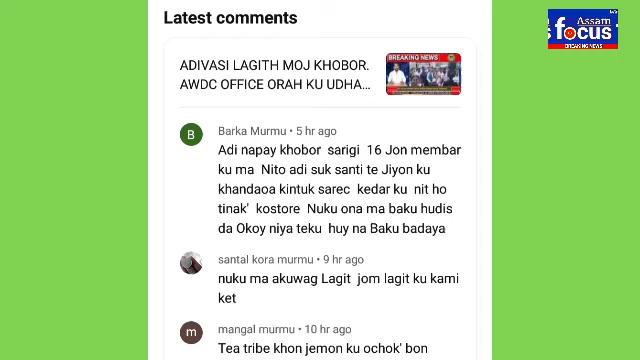 Latest comments
Assam
focus
BREAKING NEWS
ADIVASI LAGITH MOJ KHOBOR.
AWDC OFFICE ORAH KU UDHA...
BREAKING NEWS
B
Barka Murmu • 5 hr ago
Adi napay khobor sarigi 16 Jon membar
ku ma Nito adi suk santi te Jiyon ku
khandaoa kintuk sarec kedar ku nit ho
tinak' kostore Nuku ona ma baku hudis
da Okoy niya teku huy na Baku badaya
santal kora murmu • 9 hr ago
nuku ma akuwag Lagit jom lagit ku kami
ket
m
mangal murmu • 10 hr ago
Tea tribe khon jemon ku ochok' bon